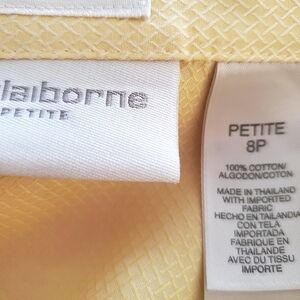 claiborne
PETITE
PETITE
8P
100% COTTON/
ALGODON/COTON
MADE IN THAILAND
WITH IMPORTED
FABRIC
HECHO EN TAILANDIA
CON TELA
IMPORTADA
FABRIQUE EN
THAILANDE
AVEC DU TISSU
IMPORTE